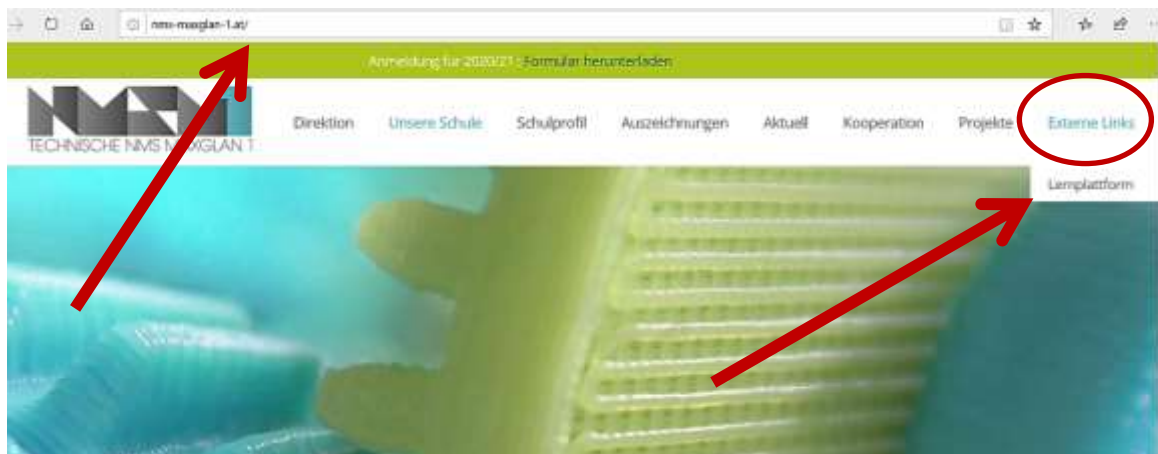 nms-maxglan-1.at/
Anmeldung für 2020/21 : Formular herunterladen
NMSM1
TECHNISCHE NMS MAXGLAN 1
Direktion Unsere Schule Schulprofil Auszeichnungen Aktuell Kooperation Projekte Externe Links
Lernplattform